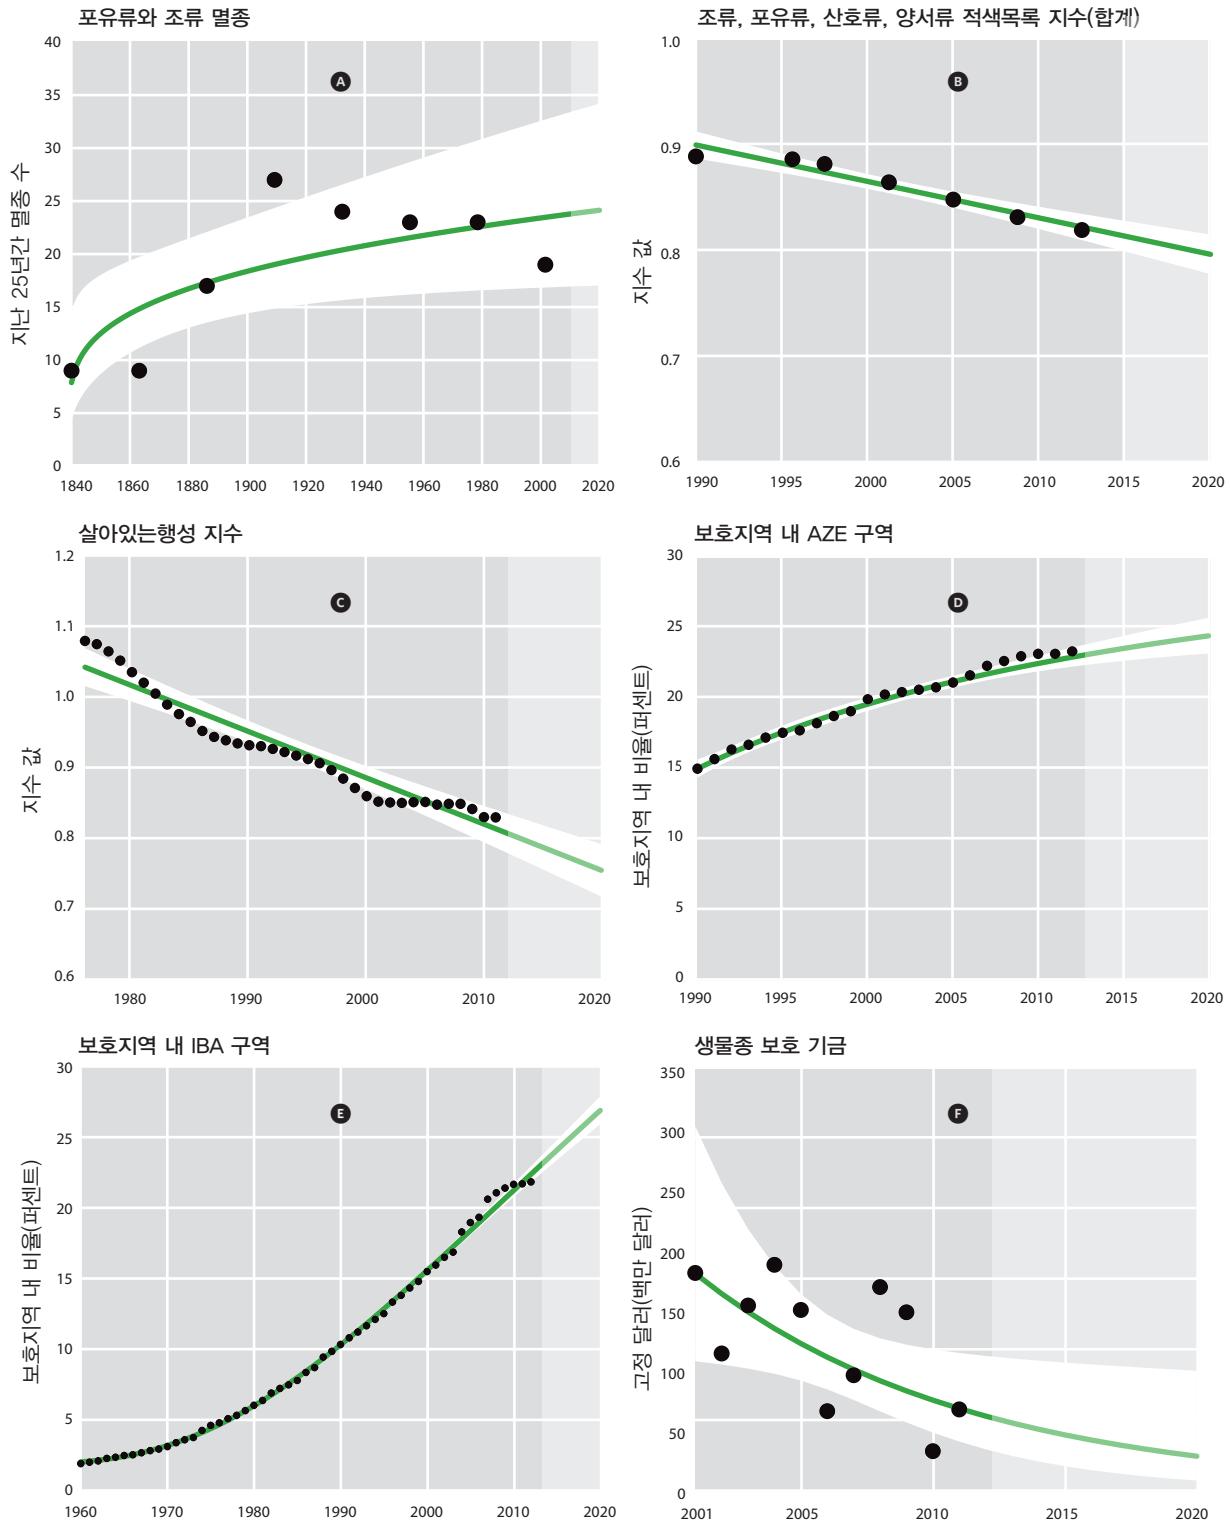 포유류와 조류 멸종
40
35
30
25
20
15
10
5
0
지난 25년간 멸종 수
A
1840 1860 1880 1900 1920 1940 1960 1980 2000 2020
조류, 포유류, 산호류, 양서류 적색목록 지수(합계)
1.0
0.9
0.8
0.7
0.6
지수 값
B
1990 1995 2000 2005 2010 2015 2020
살아있는행성 지수
1.2
1.1
1.0
0.9
0.8
0.7
0.6
지수 값
C
1980 1990 2000 2010 2020
보호지역 내 AZE 구역
30
25
20
15
10
5
0
보호지역 내 비율(퍼센트)
D
1990 1995 2000 2005 2010 2015 2020
보호지역 내 IBA 구역
30
25
20
15
10
5
0
보호지역 내 비율(퍼센트)
E
1960 1970 1980 1990 2000 2010 2020
생물종 보호 기금
350
300
250
200
150
100
50
0
고정 달러(백만 달러)
F
2001 2005 2010 2015 2020